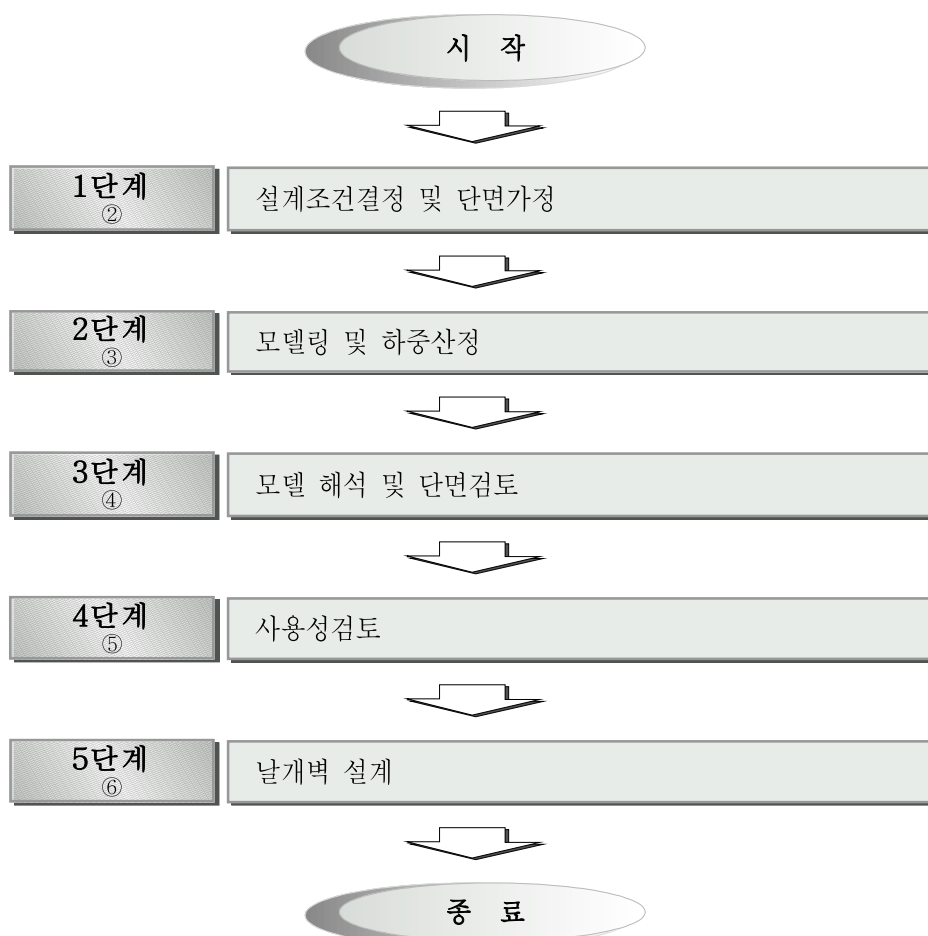 시 작
1단계
②
설계조건결정 및 단면가정
2단계
③
모델링 및 하중산정
3단계
④
모델 해석 및 단면검토
4단계
⑤
사용성검토
5단계
⑥
날개벽 설계
종 료